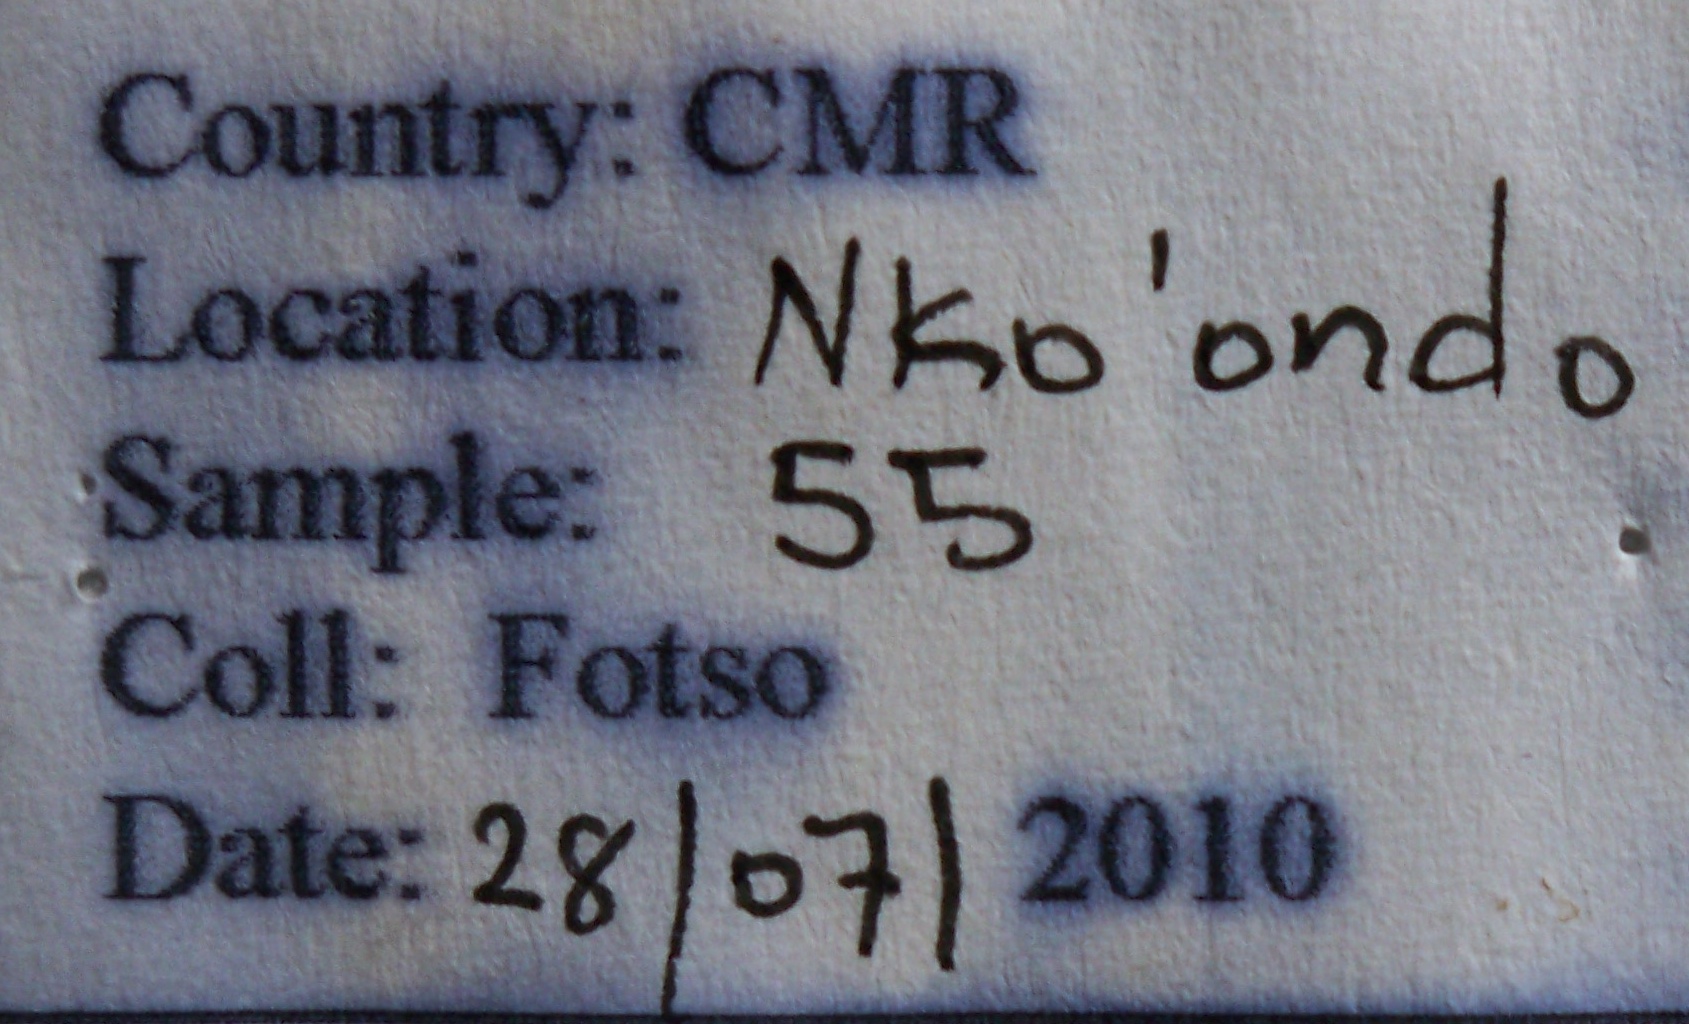 Country: CMR
Location: Nko'ondo
Sample: 55
Coll: Fotso
Date: 28/07/2010